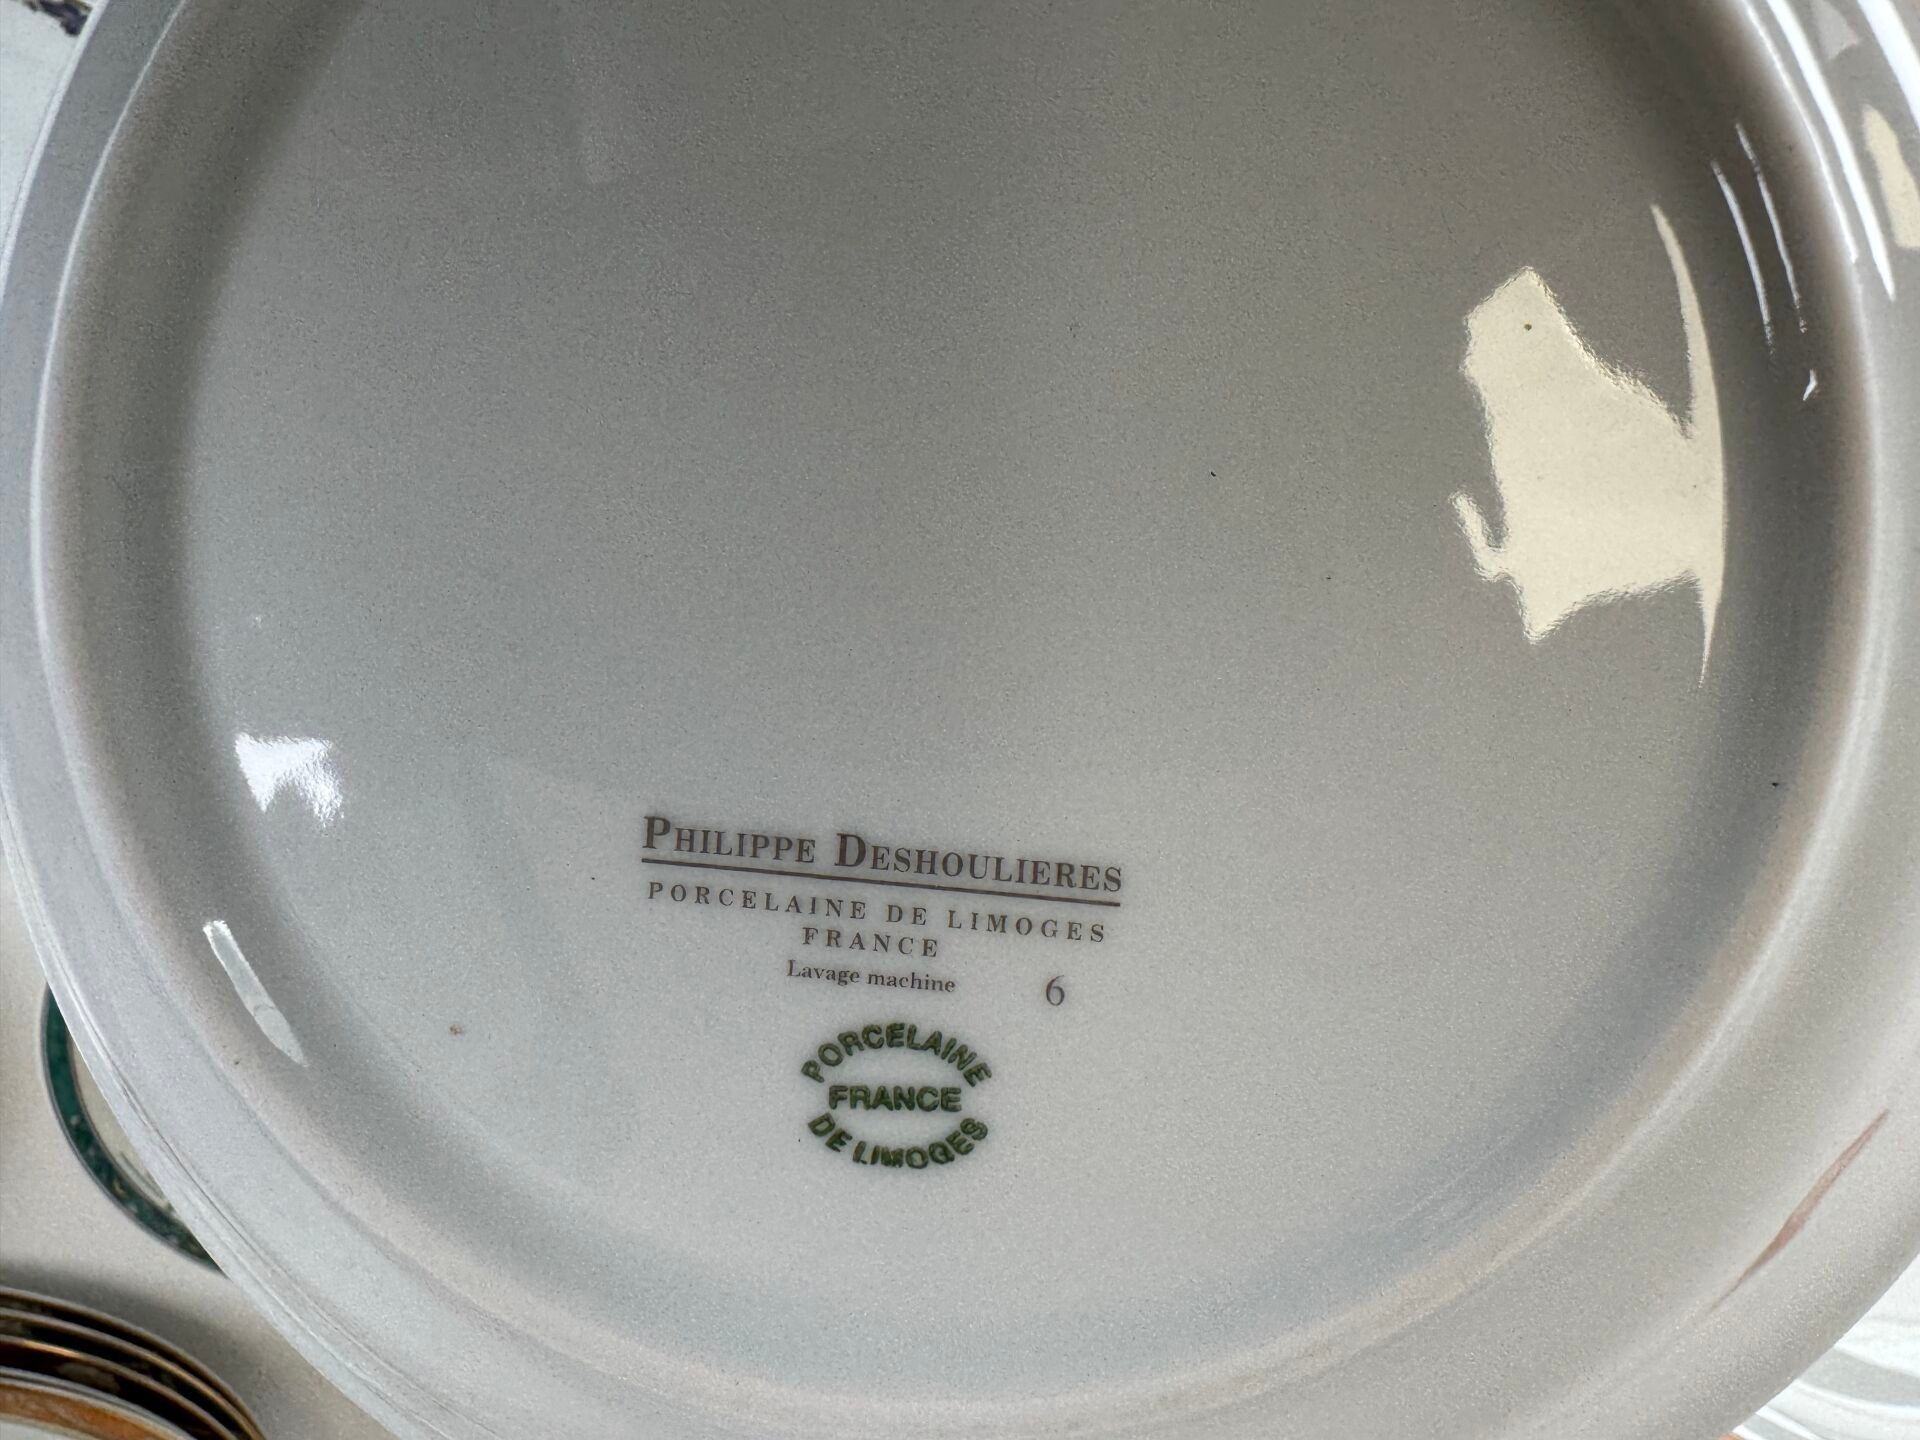 PHILIPPE DESHOULIERES
PORCELAINE DE LIMOGES
FRANCE
Lavage machine 6
PORCELAINE
FRANCE
DE LIMOGES